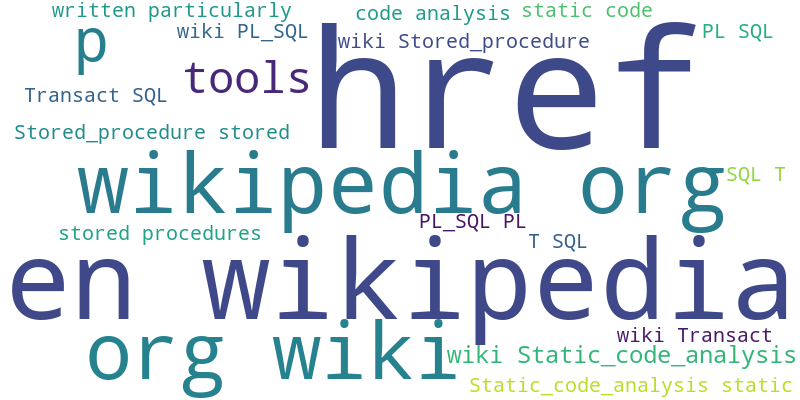 written particularly
code analysis
static code
p
wiki PL_SQL
wiki Stored_procedure
PL SQL
href
tools
Transact SQL
Stored_procedure stored
wikipedia org
SQL T
stored procedures
PL_SQL PL
T SQL
en wikipedia
org wiki
wiki Transact
wiki Static_code_analysis
Static_code_analysis static